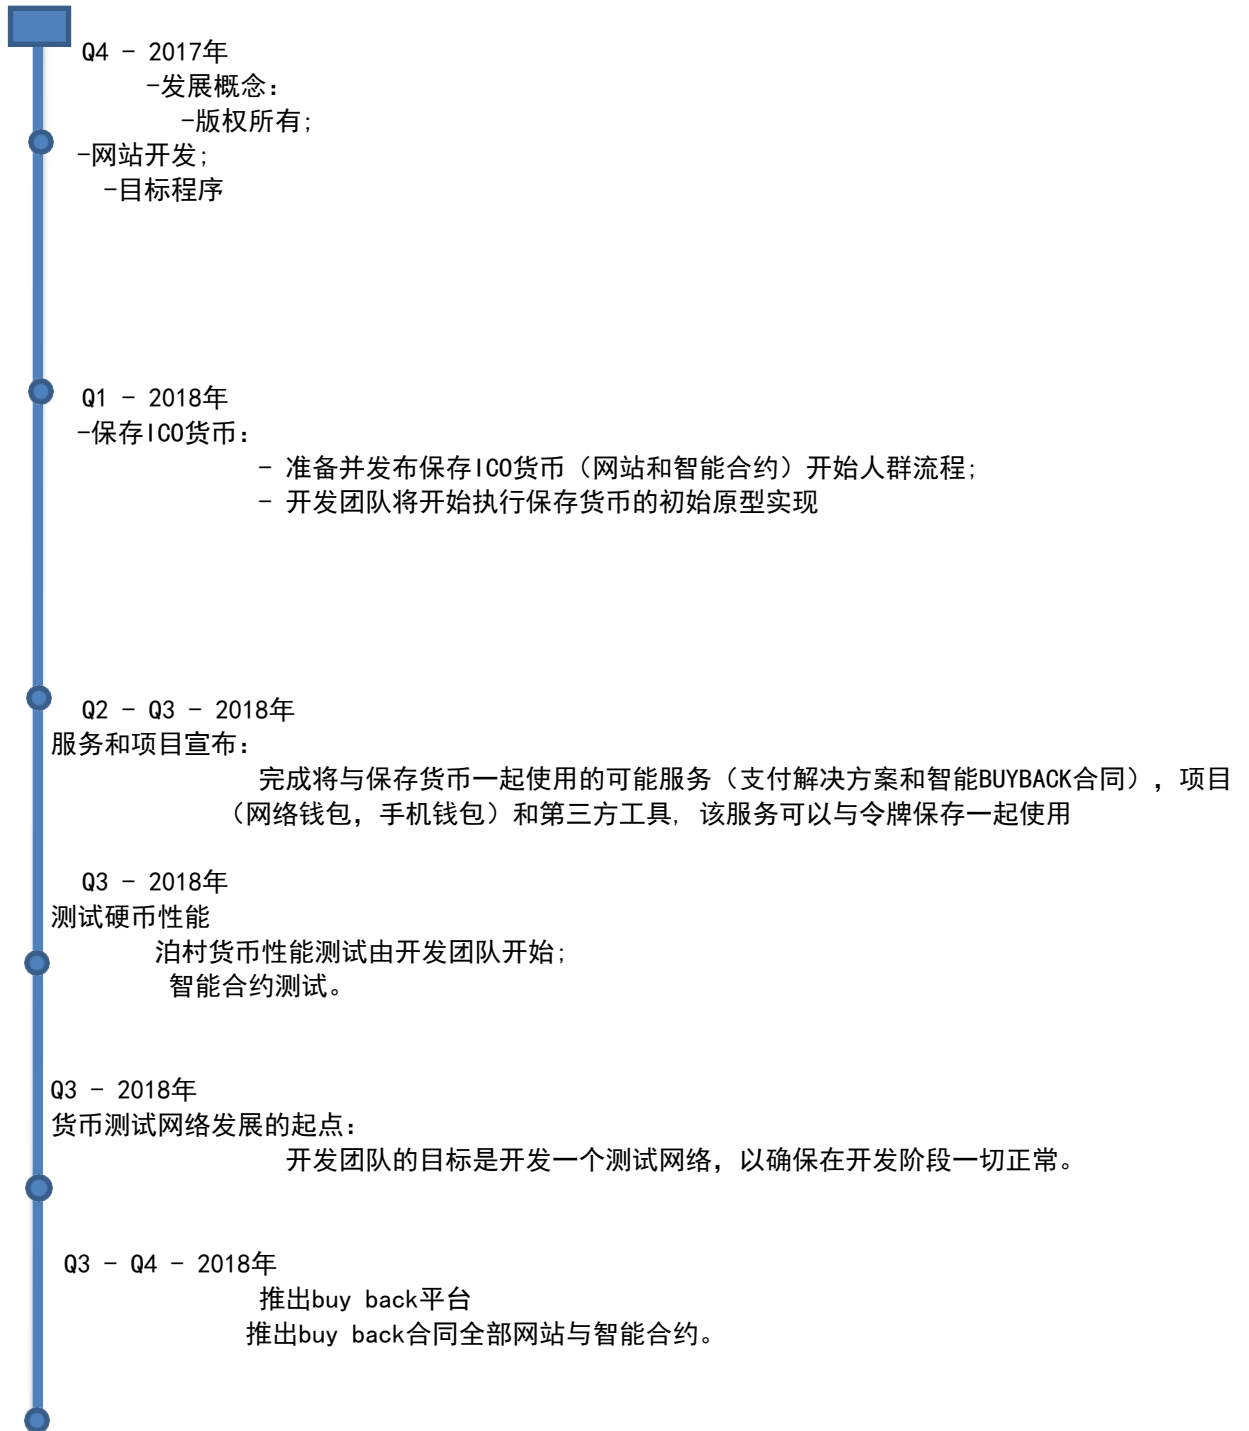 Q4 - 2017年
-发展概念：
-版权所有;
-网站开发;
-目标程序
Q1 - 2018年
-保存ICO货币：
- 准备并发布保存ICO货币（网站和智能合约）开始人群流程;
- 开发团队将开始执行保存货币的初始原型实现
Q2 - Q3 - 2018年
服务和项目宣布：
完成将与保存货币一起使用的可能服务（支付解决方案和智能BUYBACK合同），项目
（网络钱包，手机钱包）和第三方工具, 该服务可以与令牌保存一起使用
Q3 - 2018年
测试硬币性能
泊村货币性能测试由开发团队开始;
智能合约测试。
Q3 - 2018年
货币测试网络发展的起点：
开发团队的目标是开发一个测试网络，以确保在开发阶段一切正常。
Q3 - Q4 - 2018年
推出buy back平台
推出buy back合同全部网站与智能合约。